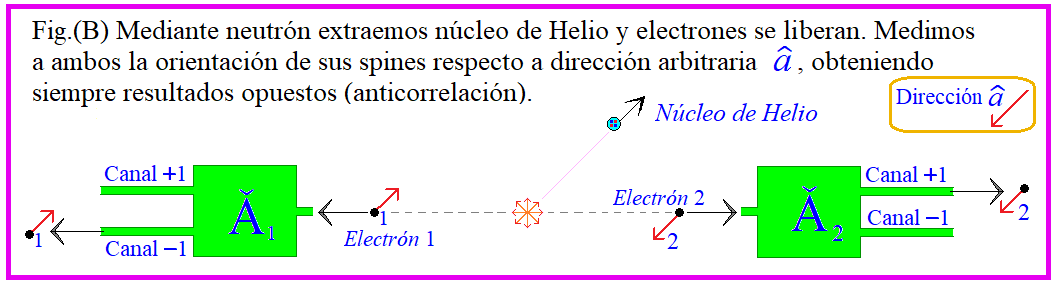 Fig.(B) Mediante neutrón extraemos núcleo de Helio y electrones se liberan. Medimos
a ambos la orientación de sus spines respecto a dirección arbitraria â , obteniendo
siempre resultados opuestos (anticorrelación).
Dirección â
Núcleo de Helio
Canal +1
Canal +1
Electrón 2
Ǎ₁
Ǎ₂
1
1
Electrón 1
2
2
Canal −1
Canal −1